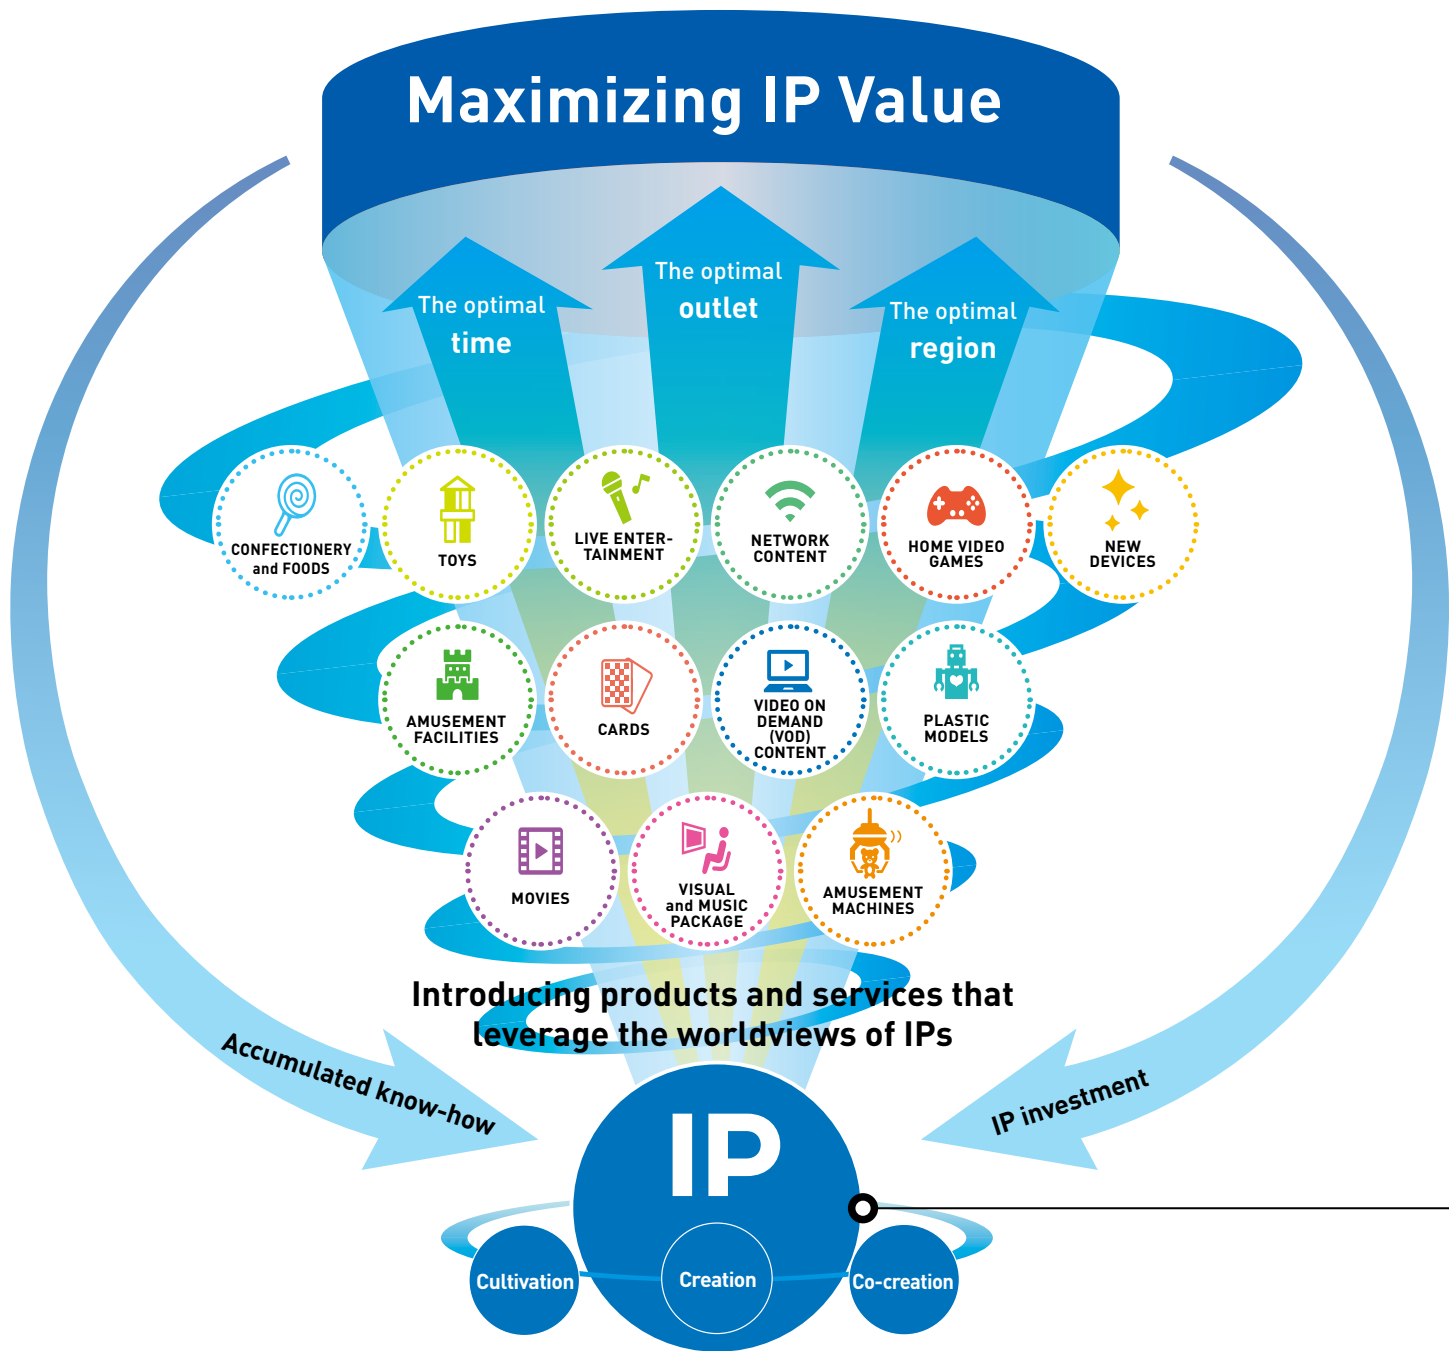 Maximizing IP Value
The optimal
time
The optimal
outlet
The optimal
region
CONFECTIONERY
and FOODS
TOYS
LIVE ENTER-
TAINMENT
NETWORK
CONTENT
HOME VIDEO
GAMES
NEW
DEVICES
AMUSEMENT
FACILITIES
CARDS
VIDEO ON
DEMAND
(VOD)
CONTENT
PLASTIC
MODELS
MOVIES
VISUAL
and MUSIC
PACKAGE
AMUSEMENT
MACHINES
Introducing products and services that
leverage the worldviews of IPs
Accumulated know-how
IP investment
IP
Cultivation
Creation
Co-creation